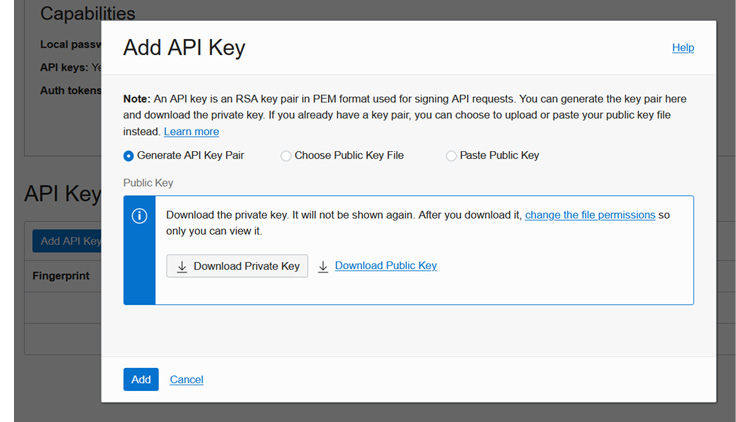 Capabilities
Local passw
API keys: Ye
Auth tokens
Add API Key
Help
Note: An API key is an RSA key pair in PEM format used for signing API requests. You can generate the key pair here
and download the private key. If you already have a key pair, you can choose to upload or paste your public key file
instead. Learn more
Generate API Key Pair Choose Public Key File Paste Public Key
Public Key
Download the private key. It will not be shown again. After you download it, change the file permissions so
only you can view it.
Download Private Key Download Public Key
API Key
Add API Key
Fingerprint
Add Cancel